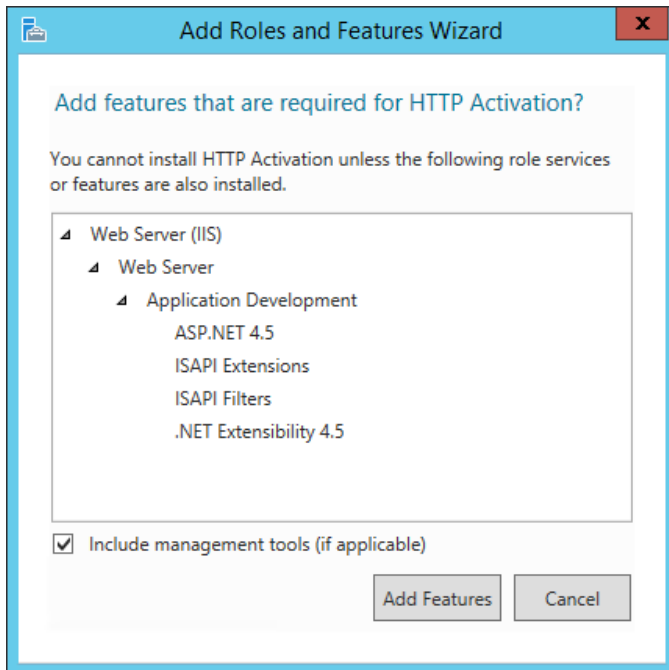 Add Roles and Features Wizard
x
Add features that are required for HTTP Activation?
You cannot install HTTP Activation unless the following role services
or features are also installed.
Web Server (IIS)
Web Server
Application Development
ASP.NET 4.5
ISAPI Extensions
ISAPI Filters
.NET Extensibility 4.5
Include management tools (if applicable)
Add Features
Cancel